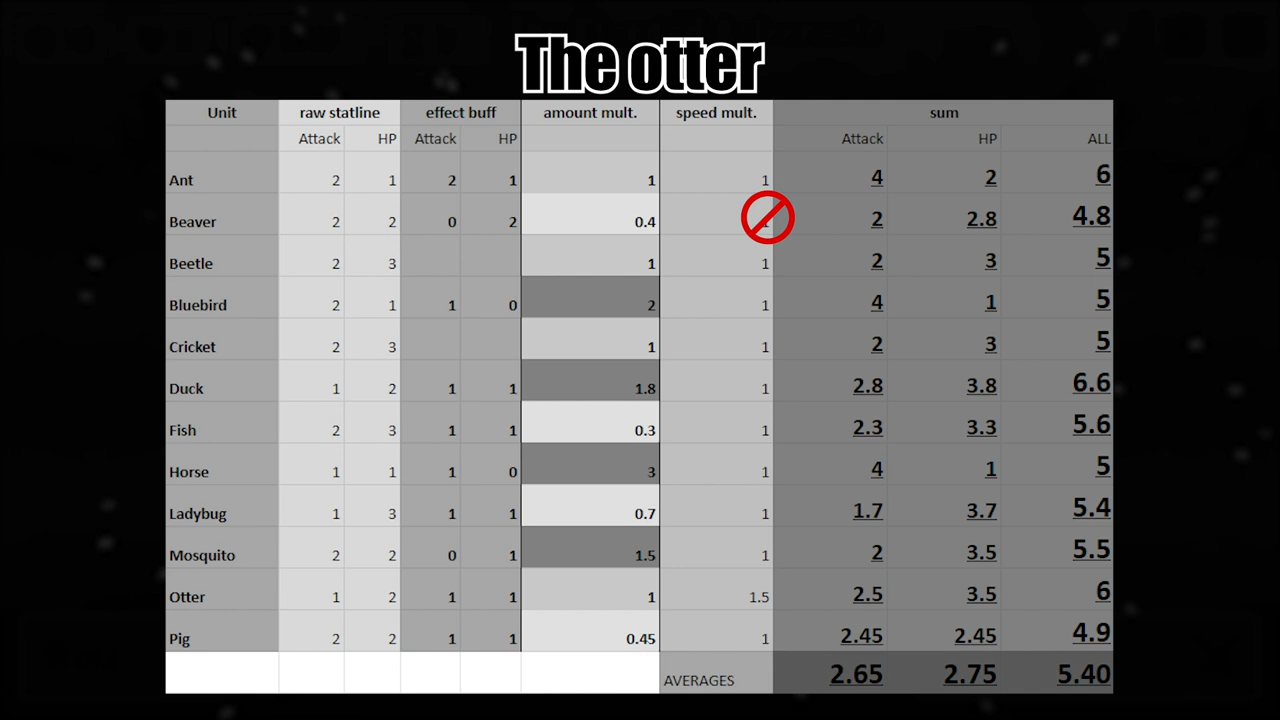 The otter
Unit raw statline effect buff amount mult. speed mult. sum
Attack HP Attack HP Attack HP ALL
Ant 2 1 2 1 1 1 4 2 6
Beaver 2 2 0 2 0.4 2 2.8 4.8
Beetle 2 3 1 1 2 3 5
Bluebird 2 1 1 0 2 1 4 1 5
Cricket 2 3 1 1 2 3 5
Duck 1 2 1 1 1.8 1 2.8 3.8 6.6
Fish 2 3 1 1 0.3 1 2.3 3.3 5.6
Horse 1 1 1 0 3 1 4 1 5
Ladybug 1 3 1 1 0.7 1 1.7 3.7 5.4
Mosquito 2 2 0 1 1.5 1 2 3.5 5.5
Otter 1 2 1 1 1 1.5 2.5 3.5 6
Pig 2 2 1 1 0.45 1 2.45 2.45 4.9
AVERAGES 2.65 2.75 5.40